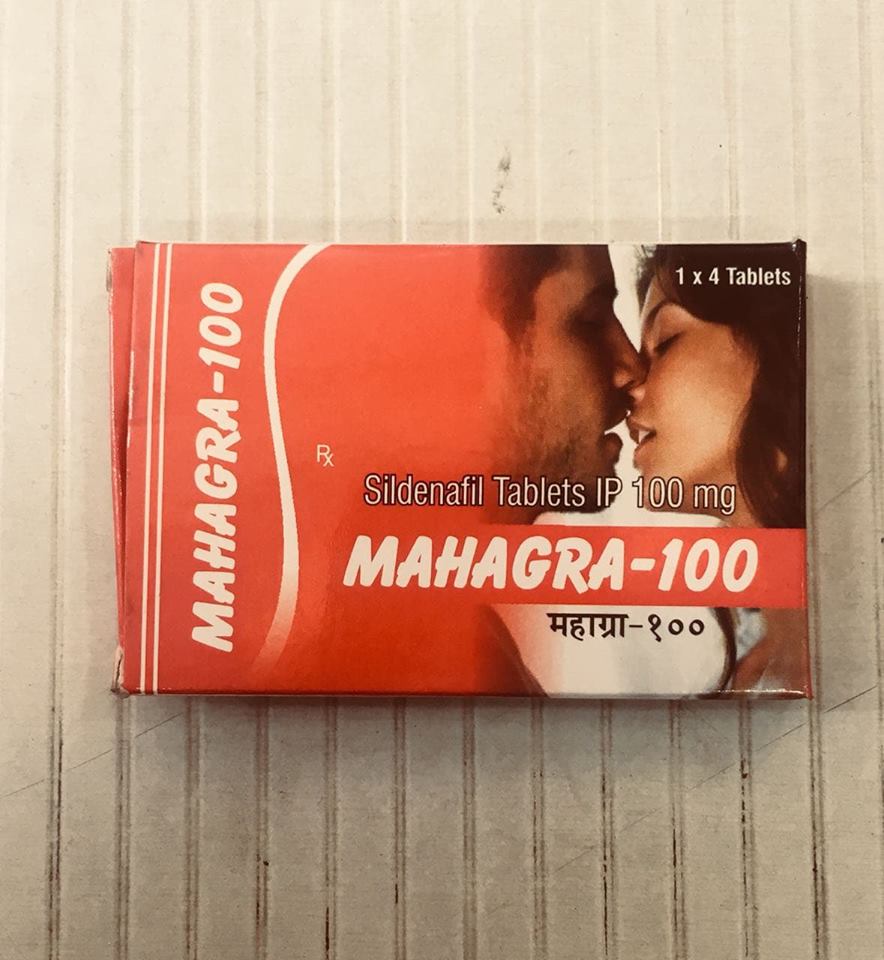 MAHAGRA-100
1 x 4 Tablets
Rx
Sildenafil Tablets IP 100 mg
MAHAGRA-100
महाग्रा-१००